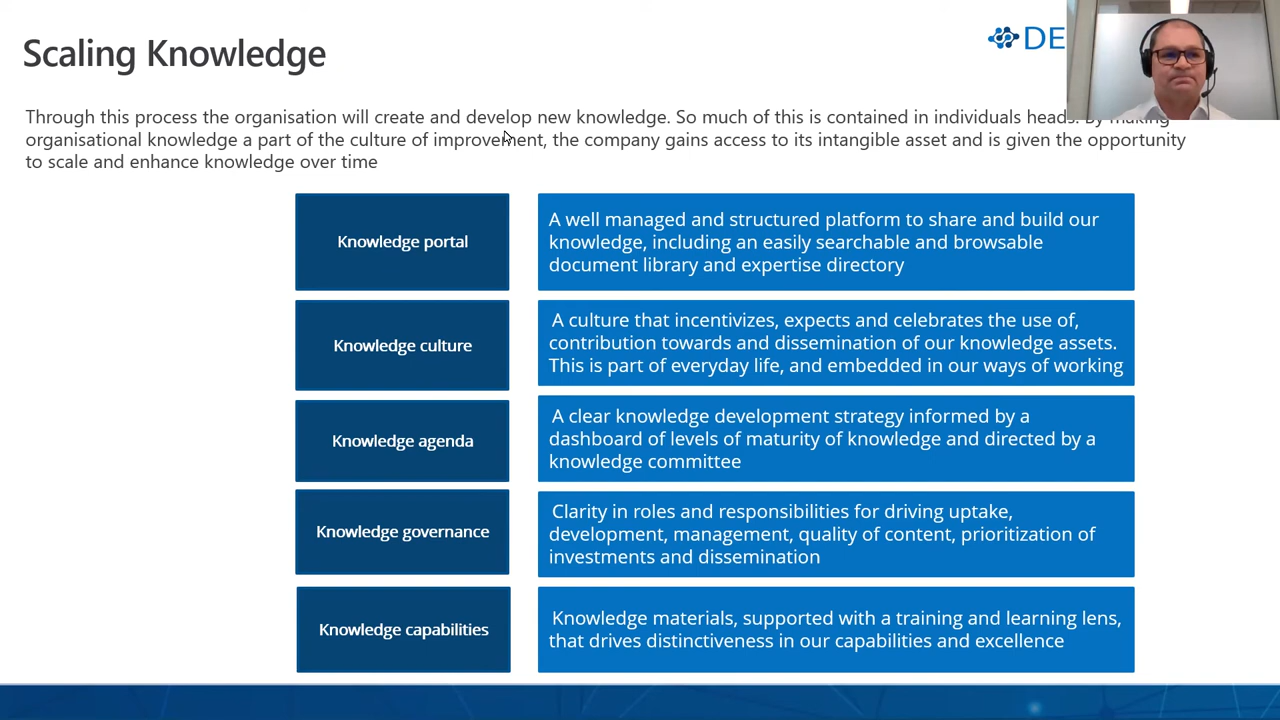 Scaling Knowledge
DE
Through this process the organisation will create and develop new knowledge. So much of this is contained in individuals heads. By making
organisational knowledge a part of the culture of improvement, the company gains access to its intangible asset and is given the opportunity
to scale and enhance knowledge over time
Knowledge portal
A well managed and structured platform to share and build our
knowledge, including an easily searchable and browsable
document library and expertise directory
Knowledge culture
A culture that incentivizes, expects and celebrates the use of,
contribution towards and dissemination of our knowledge assets.
This is part of everyday life, and embedded in our ways of working
Knowledge agenda
A clear knowledge development strategy informed by a
dashboard of levels of maturity of knowledge and directed by a
knowledge committee
Knowledge governance
Clarity in roles and responsibilities for driving uptake,
development, management, quality of content, prioritization of
investments and dissemination
Knowledge capabilities
Knowledge materials, supported with a training and learning lens,
that drives distinctiveness in our capabilities and excellence